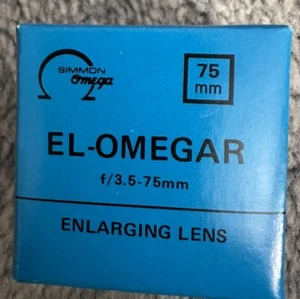 SIMMON
Omega
75
mm
EL-OMEGAR
f/3.5-75mm
ENLARGING LENS